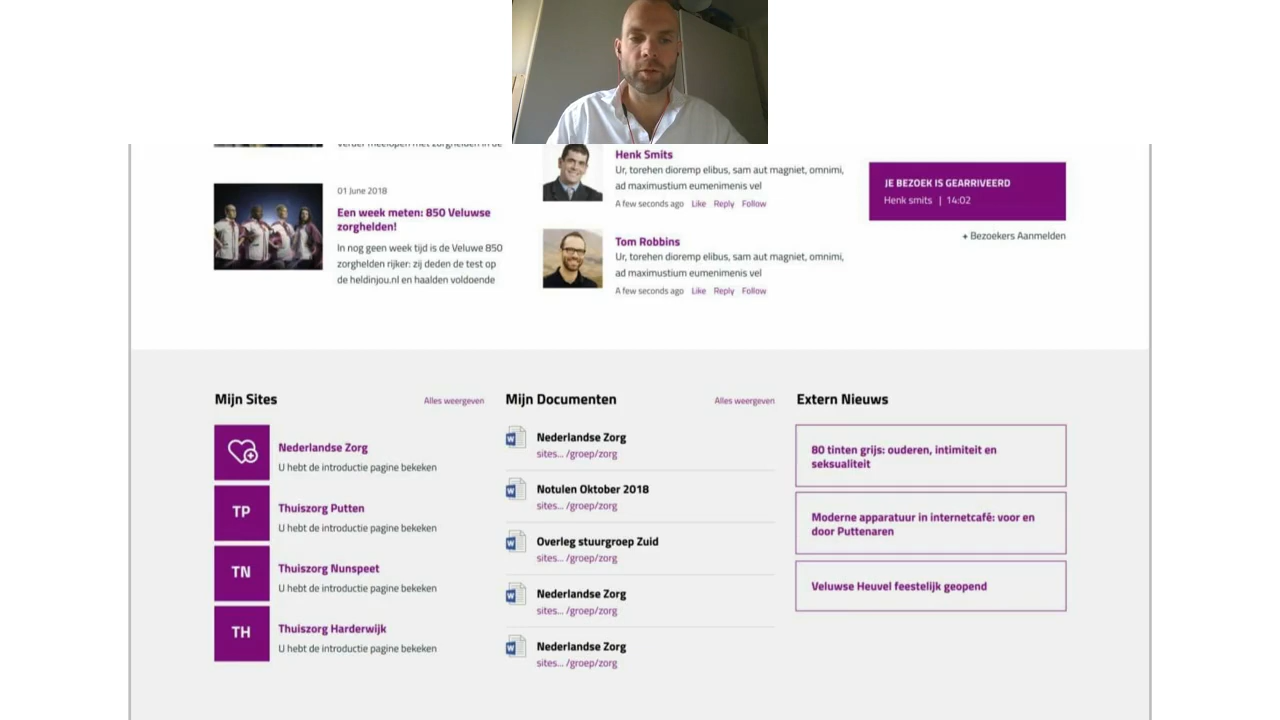 verder meelopen met zorghelden in de
01 June 2018
Een week meten: 850 Veluwse
zorghelden!
In nog geen week tijd is de Veluwe 850
zorghelden rijker: zij deden de test op
de heldinjou.nl en haalden voldoende
Henk Smits
Ur, torehen dioremp elibus, sam aut magniet, omnimi,
ad maximustium eumenimenis vel
A few seconds ago Like Reply Follow
Tom Robbins
Ur, torehen dioremp elibus, sam aut magniet, omnimi,
ad maximustium eumenimenis vel
A few seconds ago Like Reply Follow
JE BEZOEK IS GEARRIVEERD
Henk smits | 14:02
+ Bezoekers Aanmelden
Mijn Sites Alles weergeven
Nederlandse Zorg
U hebt de introductie pagine bekeken
TP
Thuiszorg Putten
U hebt de introductie pagine bekeken
TN
Thuiszorg Nunspeet
U hebt de introductie pagine bekeken
TH
Thuiszorg Harderwijk
U hebt de introductie pagine bekeken
Mijn Documenten Alles weergeven
Nederlandse Zorg
sites... /groep/zorg
Notulen Oktober 2018
sites... /groep/zorg
Overleg stuurgroep Zuid
sites... /groep/zorg
Nederlandse Zorg
sites... /groep/zorg
Nederlandse Zorg
sites... /groep/zorg
Extern Nieuws
80 tinten grijs: ouderen, intimiteit en
seksualiteit
Moderne apparatuur in internetcafé: voor en
door Puttenaren
Veluwse Heuvel feestelijk geopend